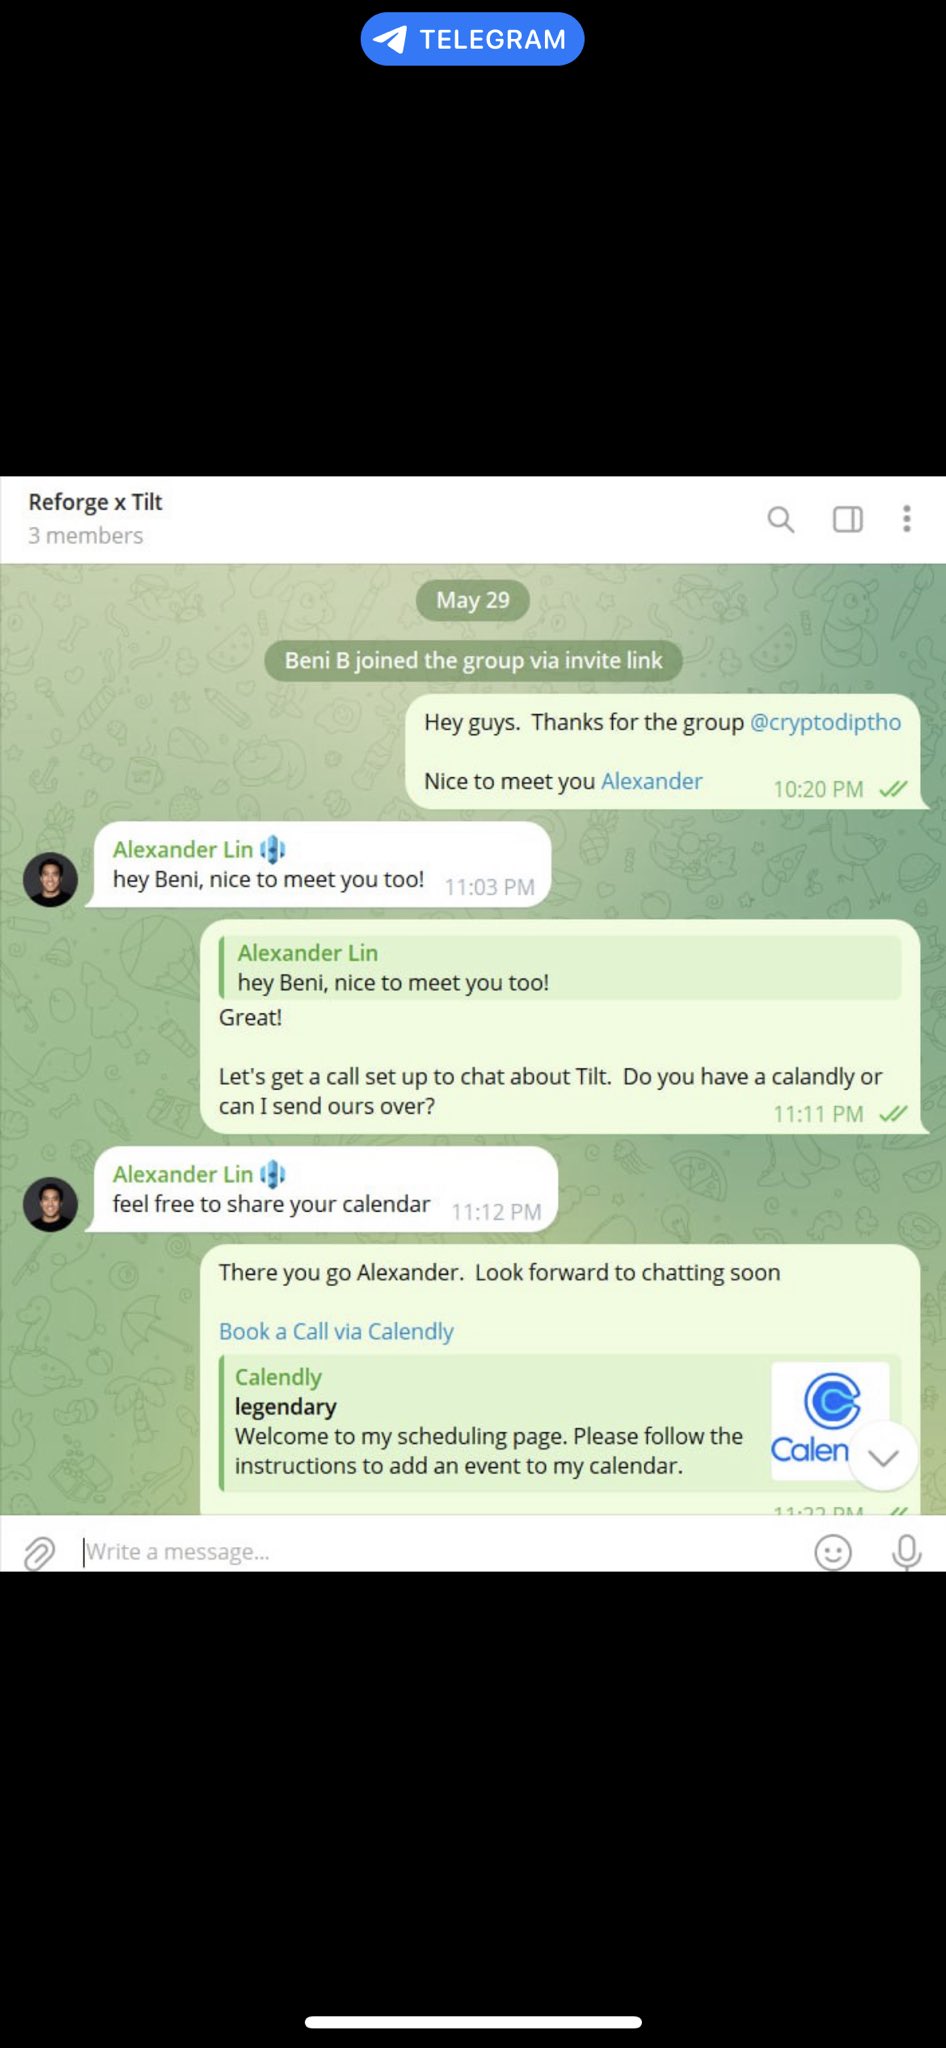 TELEGRAM
Reforge x Tilt
3 members
May 29
Beni B joined the group via invite link
Hey guys.  Thanks for the group @cryptodiptho
Nice to meet you Alexander
10:20 PM
Alexander Lin
hey Beni, nice to meet you too!
11:03 PM
Alexander Lin
hey Beni, nice to meet you too!
Great!
Let's get a call set up to chat about Tilt.  Do you have a calandly or
can I send ours over?
11:11 PM
Alexander Lin
feel free to share your calendar
11:12 PM
There you go Alexander.  Look forward to chatting soon
Book a Call via Calendly
Calendly
legendary
Welcome to my scheduling page. Please follow the
instructions to add an event to my calendar.
Calen
11:22 PM
Write a message...